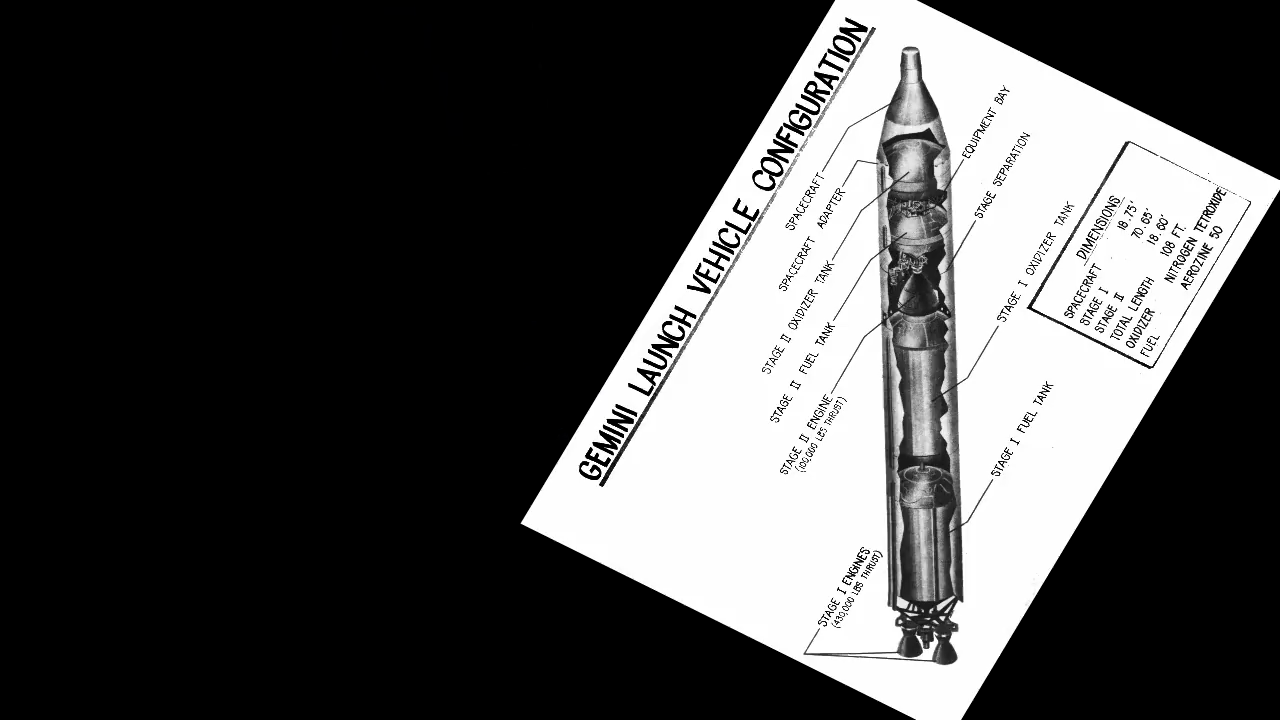 GEMINI LAUNCH VEHICLE CONFIGURATION
SPACECRAFT
SPACECRAFT ADAPTER
STAGE II OXIDIZER TANK
STAGE II FUEL TANK
STAGE II ENGINE
(100,000 LBS THRUST)
STAGE I ENGINES
(430,000 LBS THRUST)
EQUIPMENT BAY
STAGE SEPARATION
STAGE I OXIDIZER TANK
STAGE I FUEL TANK
DIMENSIONS
SPACECRAFT 18.75'
STAGE I 70.65'
STAGE II 18.60'
TOTAL LENGTH 108 FT.
OXIDIZER NITROGEN TETROXIDE
FUEL AEROZINE 50